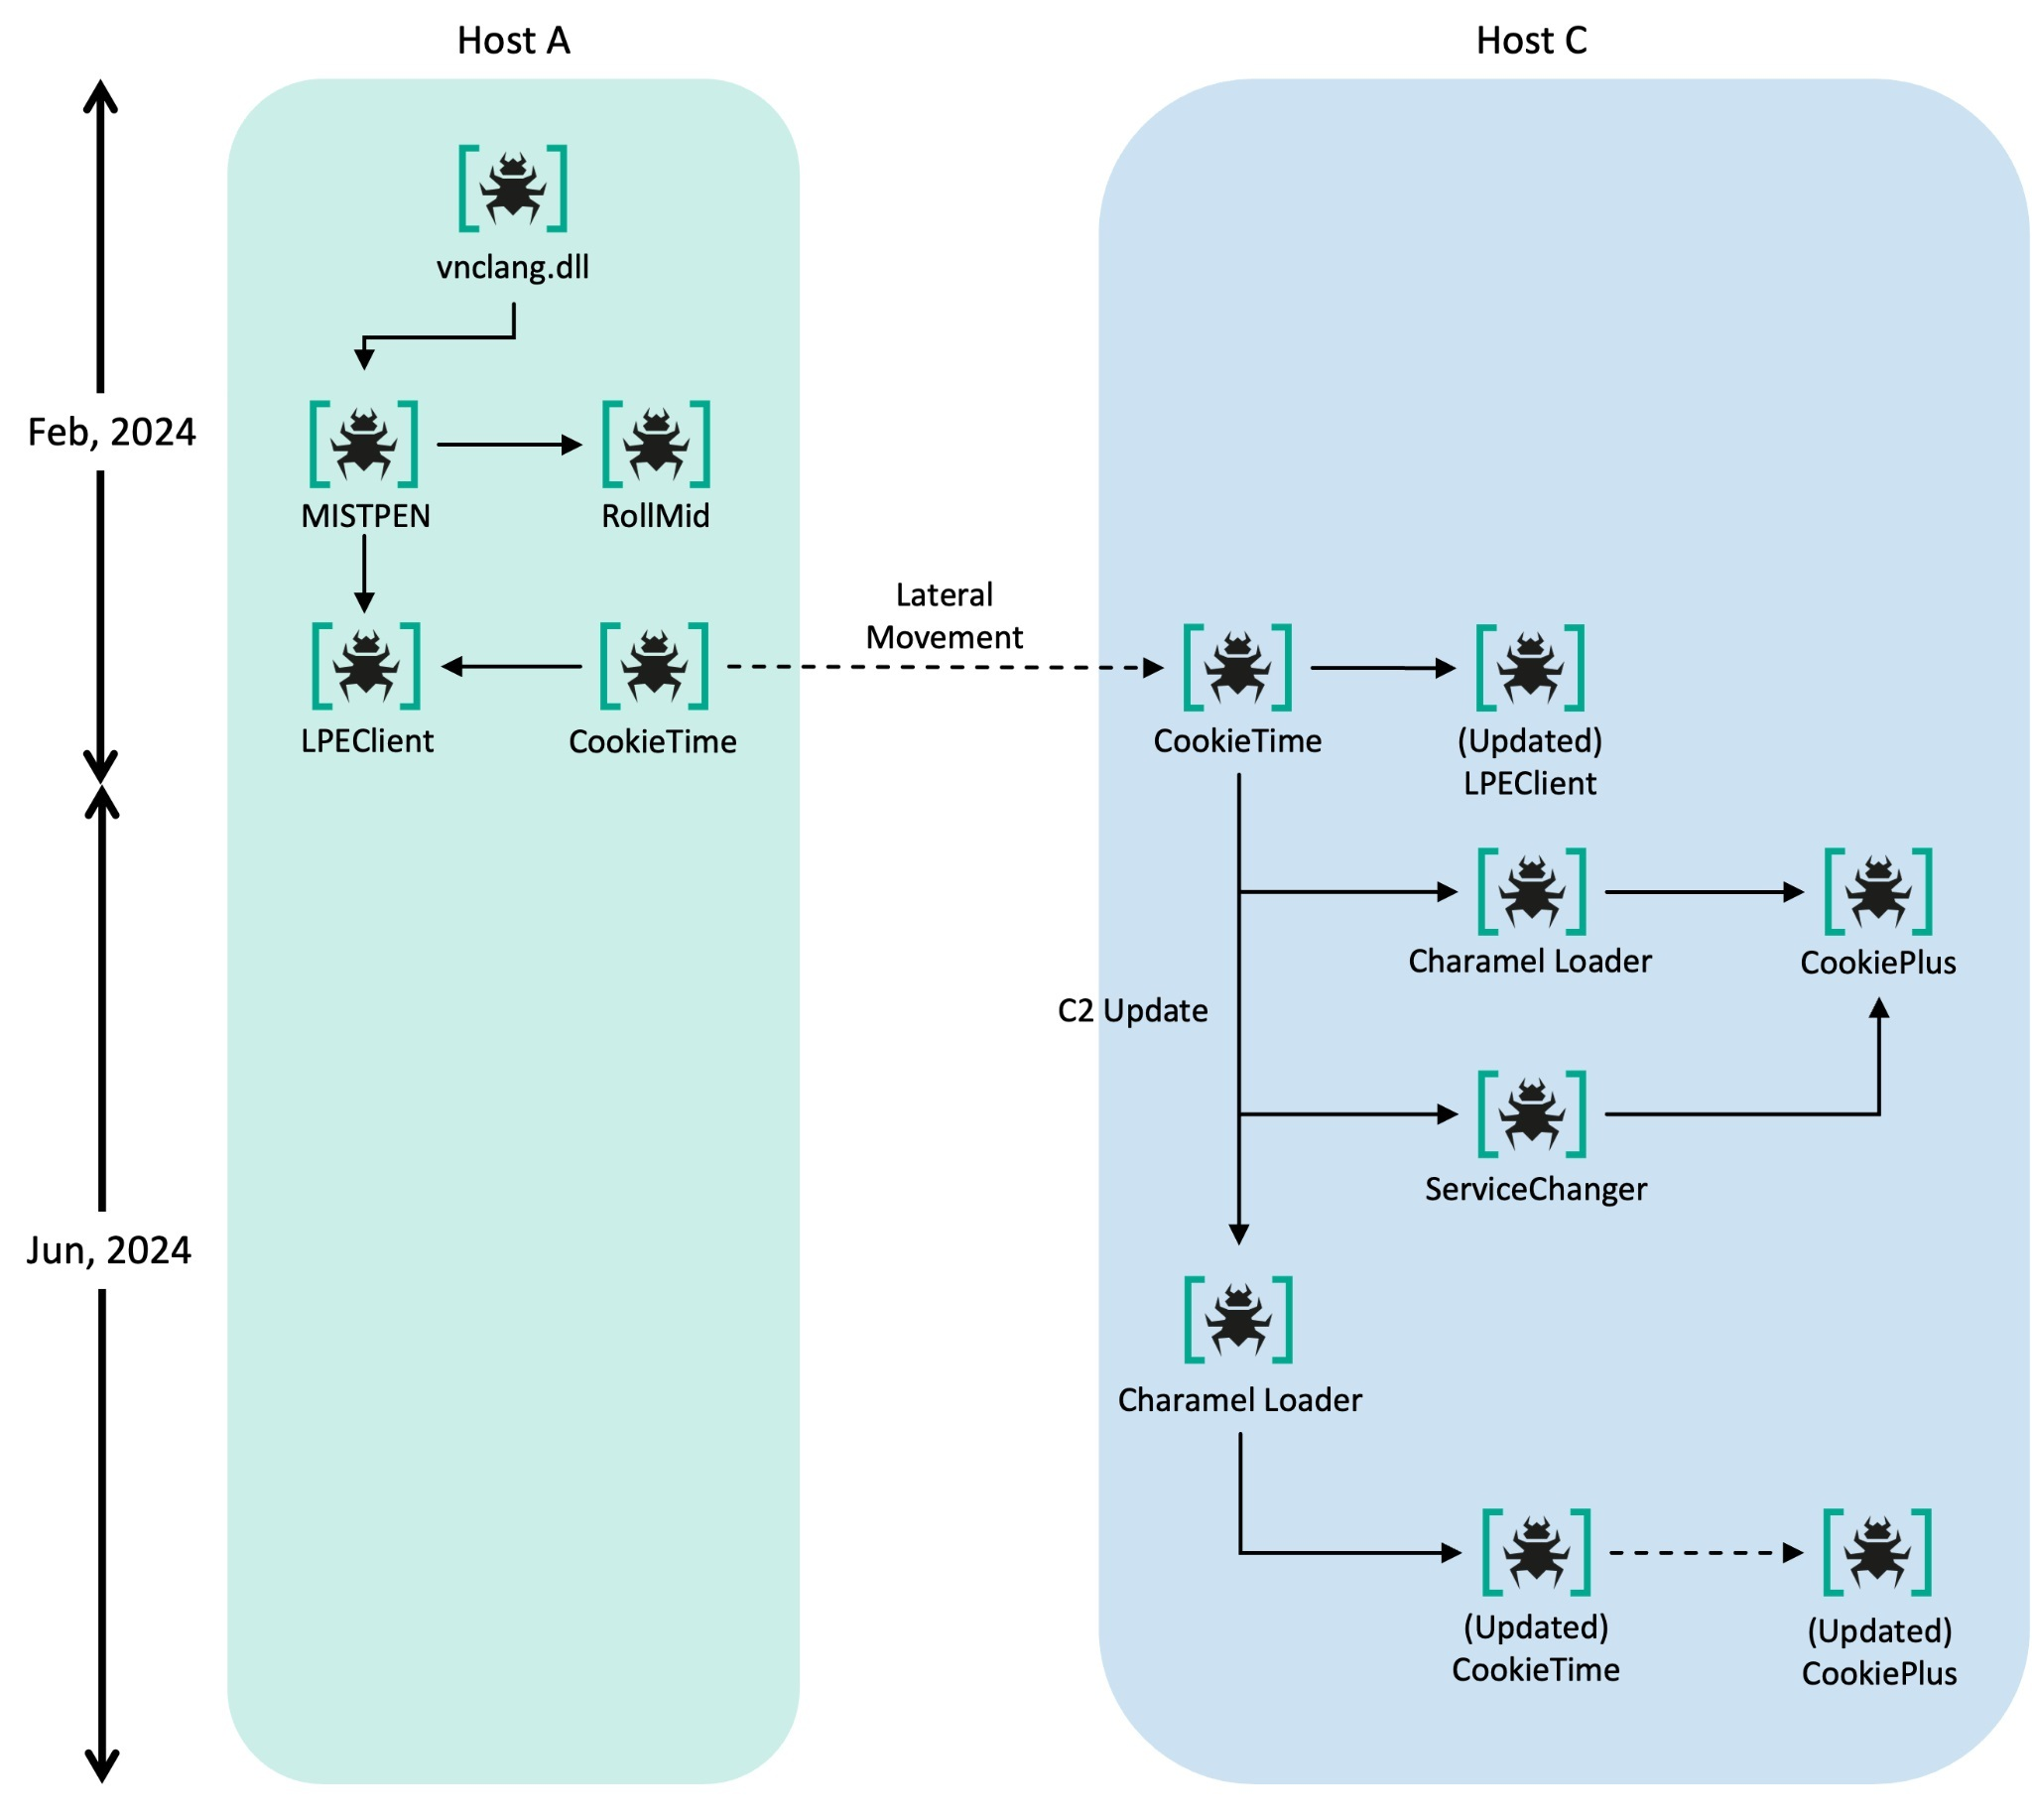 Host A
Host C
vnclang.dll
Feb, 2024
MISTPEN
RollMid
Lateral
Movement
LPEClient
CookieTime
CookieTime
(Updated)
LPEClient
Charamel Loader
CookiePlus
C2 Update
ServiceChanger
Jun, 2024
Charamel Loader
(Updated)
CookieTime
(Updated)
CookiePlus